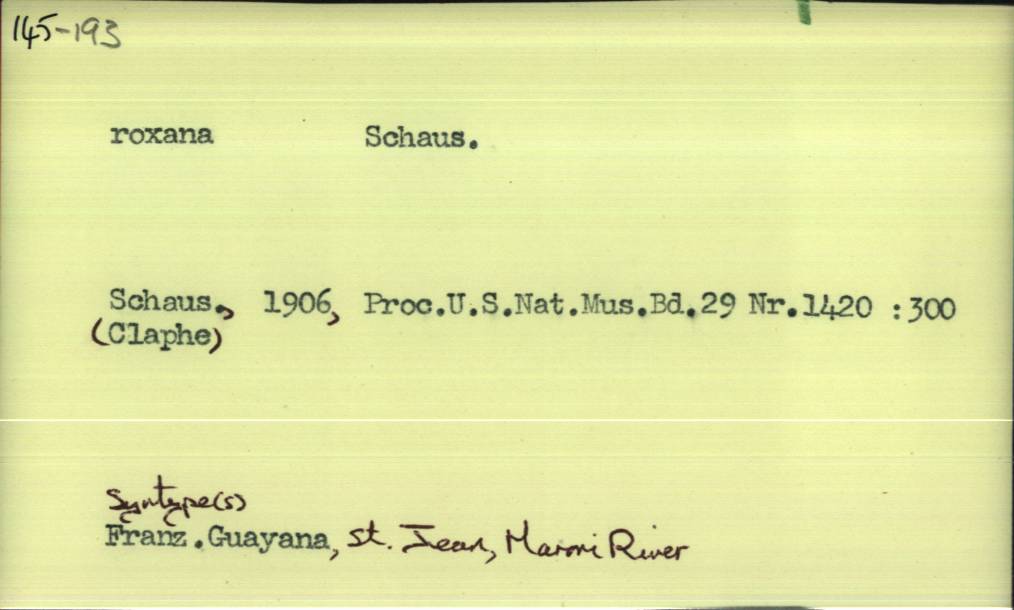 145-193
roxana Schaus.
Schaus., 1906, Proc.U.S.Nat.Mus.Bd.29 Nr.1420 :300
(Claphe)
Syntype(s)
Franz.Guayana, St. Jean, Maroni River